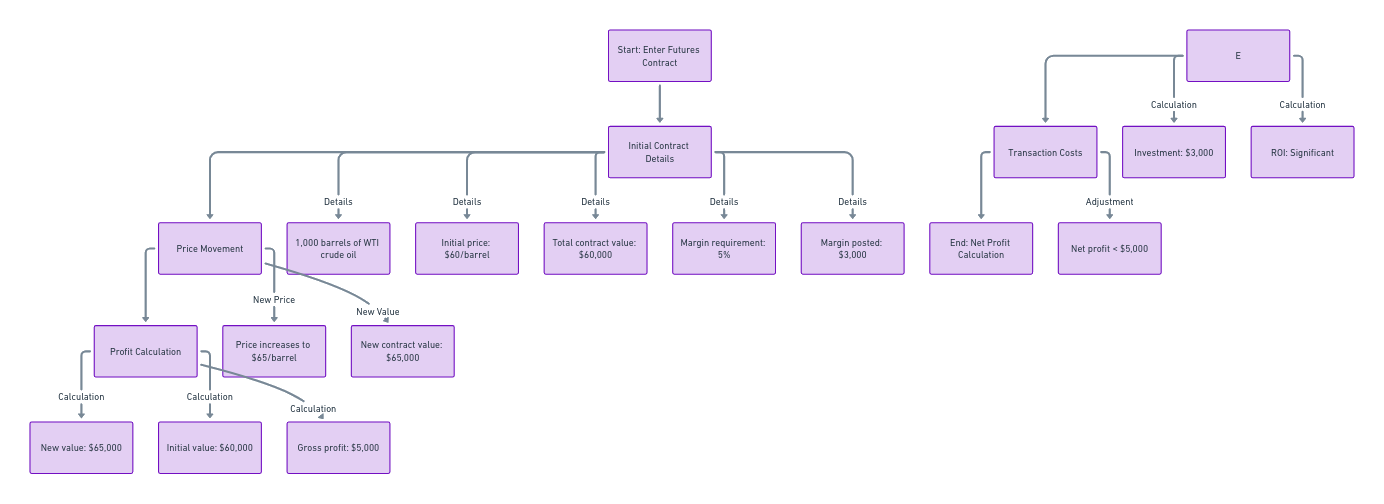 Start: Enter Futures
Contract
E
Calculation
Calculation
Initial Contract
Details
Transaction Costs
Investment: $3,000
ROI: Significant
Details
Details
Details
Details
Details
Adjustment
Price Movement
1,000 barrels of WTI
crude oil
Initial price:
$60/barrel
Total contract value:
$60,000
Margin requirement:
5%
Margin posted:
$3,000
End: Net Profit
Calculation
Net profit < $5,000
New Price
New Value
Profit Calculation
Price increases to
$65/barrel
New contract value:
$65,000
Calculation
Calculation
Calculation
New value: $65,000
Initial value: $60,000
Gross profit: $5,000